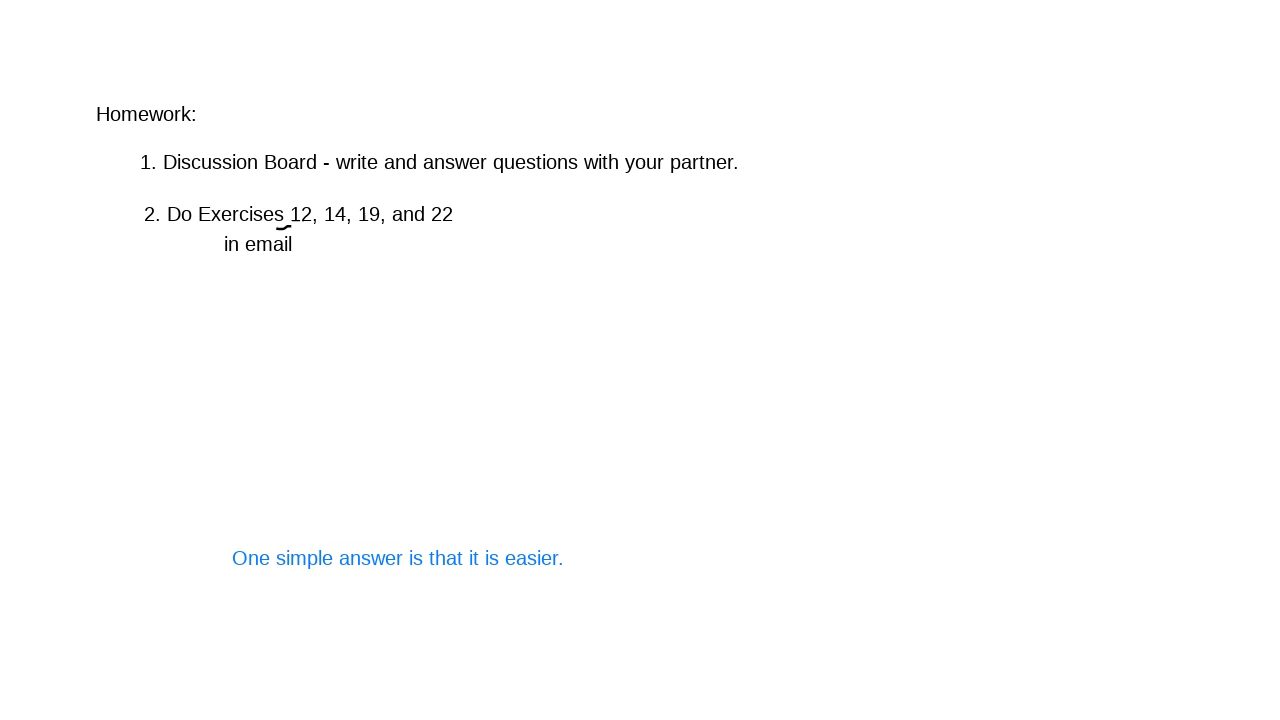 Homework:
1. Discussion Board - write and answer questions with your partner.
2. Do Exercises 12, 14, 19, and 22
in email
One simple answer is that it is easier.